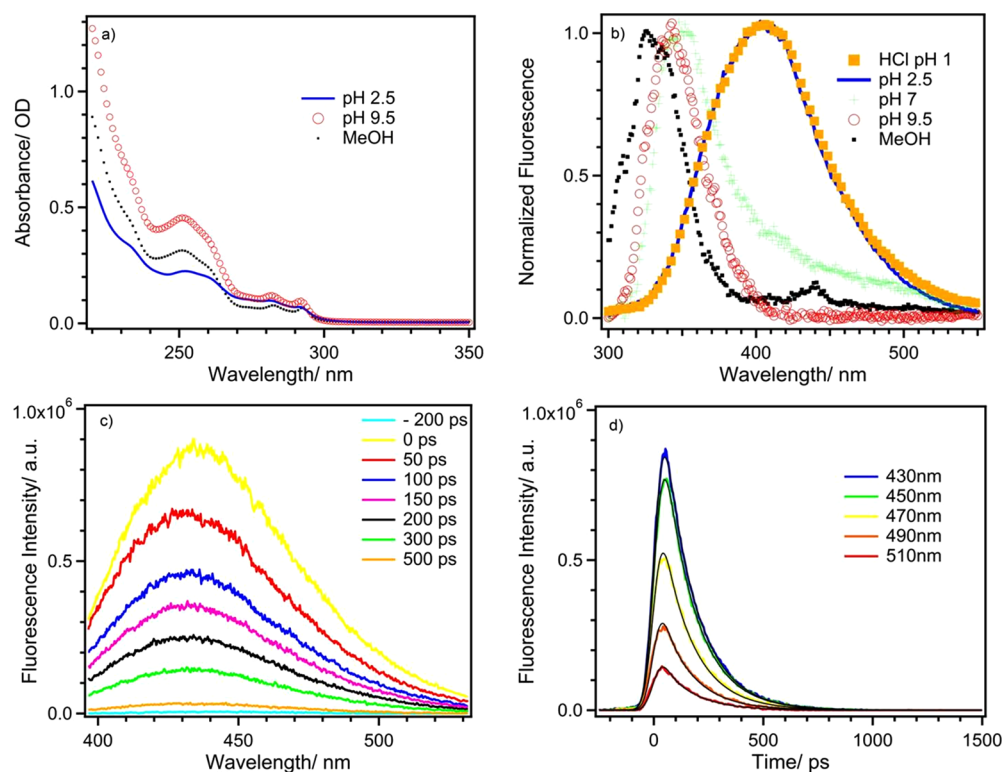 a)
Absorbance/ OD
1.0
0.5
0.0
pH 2.5
pH 9.5
MeOH
250
300
350
Wavelength/ nm
b)
Normalized Fluorescence
1.0
0.5
0.0
HCl pH 1
pH 2.5
pH 7
pH 9.5
MeOH
300
400
500
Wavelength/ nm
c)
Fluorescence Intensity/ a.u.
1.0x10⁶
0.5
0.0
- 200 ps
0 ps
50 ps
100 ps
150 ps
200 ps
300 ps
500 ps
400
450
500
Wavelength/ nm
d)
Fluorescence Intensity/ a.u.
1.0x10⁶
0.5
0.0
430nm
450nm
470nm
490nm
510nm
0
500
1000
1500
Time/ ps